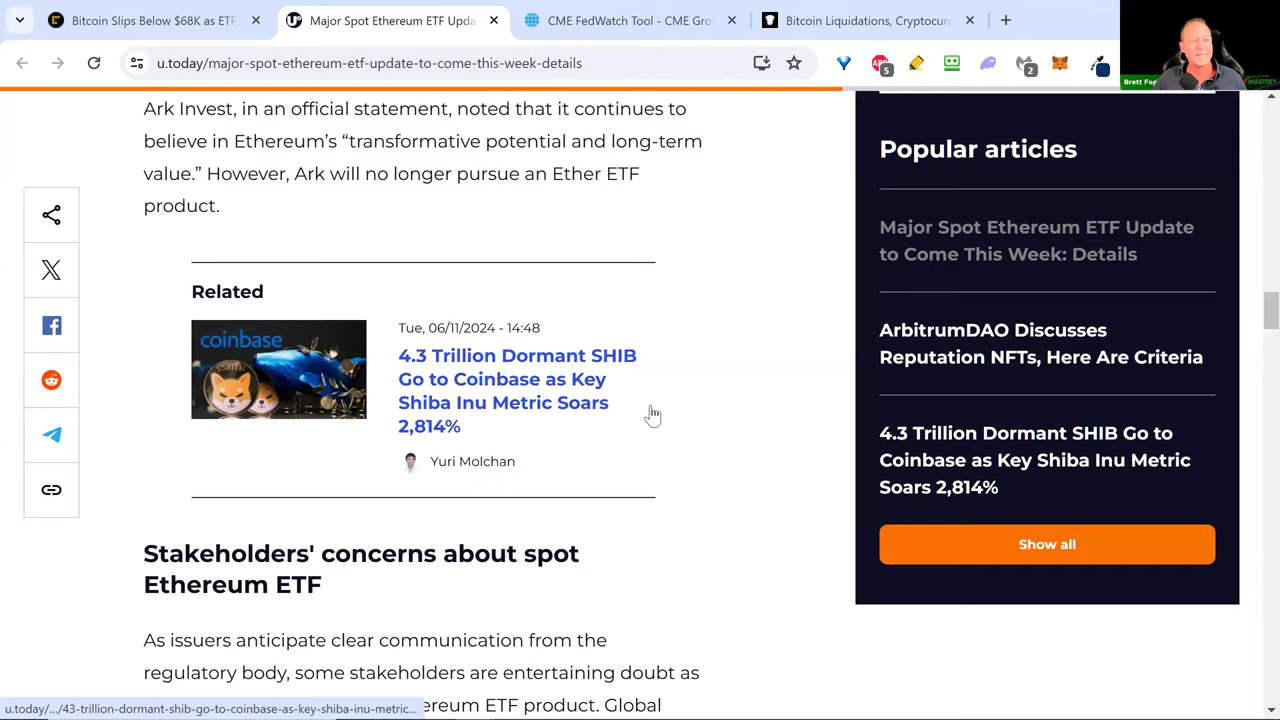 Bitcoin Slips Below $68K as ETF
Major Spot Ethereum ETF Upda
CME FedWatch Tool - CME Gro
Bitcoin Liquidations, Cryptocurr
u.today/major-spot-ethereum-etf-update-to-come-this-week-details
5
2
Ark Invest, in an official statement, noted that it continues to
believe in Ethereum's “transformative potential and long-term
value.” However, Ark will no longer pursue an Ether ETF
product.
Related
coinbase
Tue, 06/11/2024 - 14:48
4.3 Trillion Dormant SHIB
Go to Coinbase as Key
Shiba Inu Metric Soars
2,814%
Yuri Molchan
Stakeholders' concerns about spot
Ethereum ETF
As issuers anticipate clear communication from the
regulatory body, some stakeholders are entertaining doubt as
ereum ETF product. Global
Popular articles
Major Spot Ethereum ETF Update
to Come This Week: Details
ArbitrumDAO Discusses
Reputation NFTs, Here Are Criteria
4.3 Trillion Dormant SHIB Go to
Coinbase as Key Shiba Inu Metric
Soars 2,814%
Show all
u.today/.../43-trillion-dormant-shib-go-to-coinbase-as-key-shiba-inu-metric...
Brett Fog